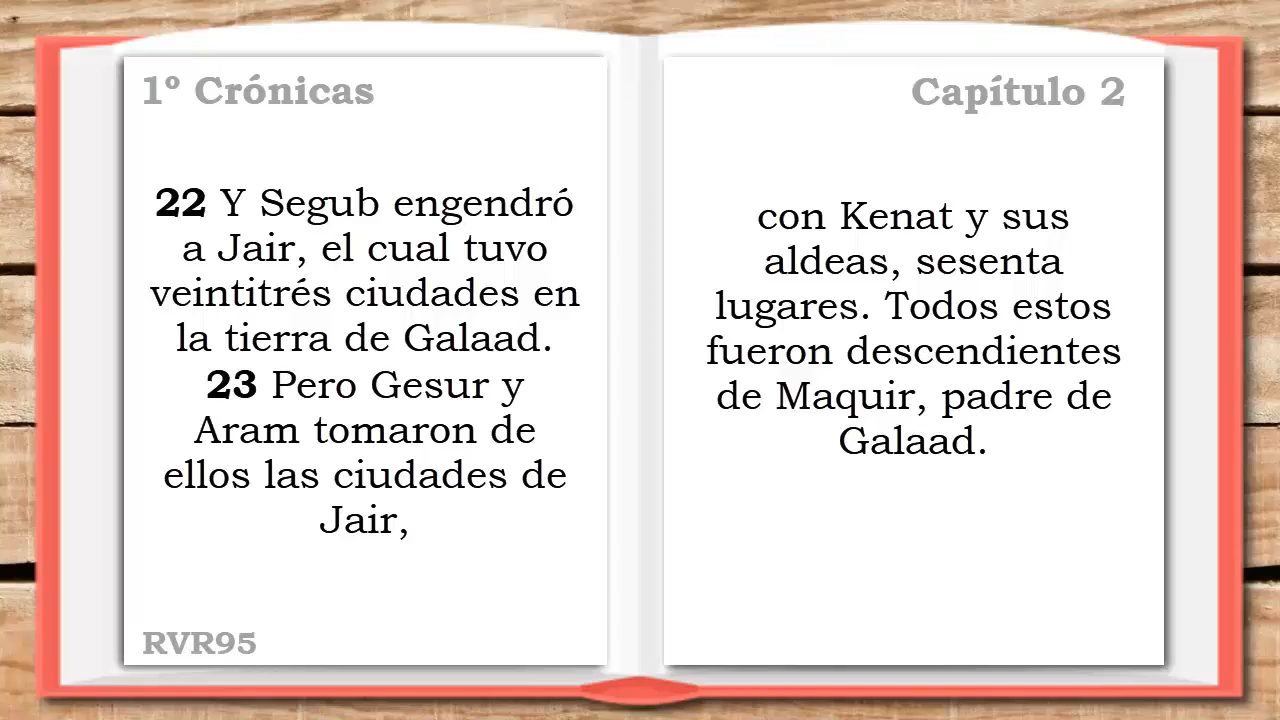 1º Crónicas
22 Y Segub engendró
a Jair, el cual tuvo
veintitrés ciudades en
la tierra de Galaad.
23 Pero Gesur y
Aram tomaron de
ellos las ciudades de
Jair,
RVR95
Capítulo 2
con Kenat y sus
aldeas, sesenta
lugares. Todos estos
fueron descendientes
de Maquir, padre de
Galaad.